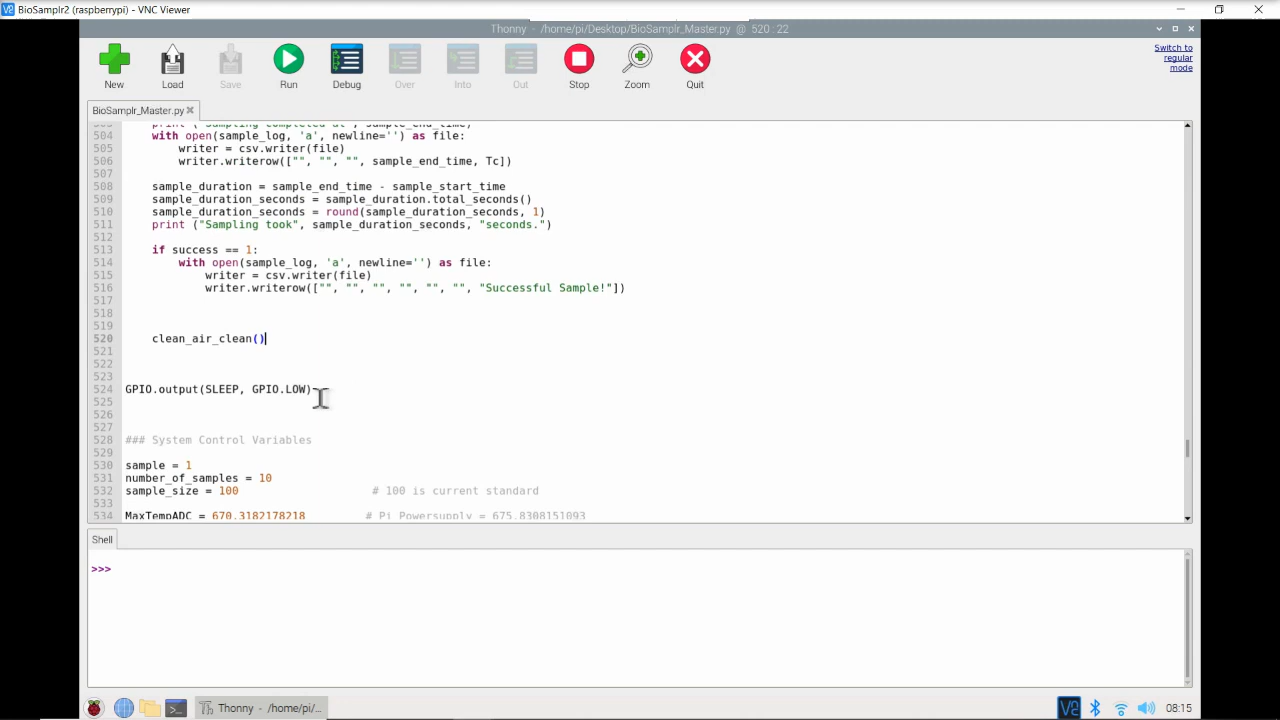 BioSamplr2 (raspberrypi) - VNC Viewer
Thonny - /home/pi/Desktop/BioSamplr_Master.py @ 520 : 22
New
Load
Save
Run
Debug
Over
Into
Out
Stop
Zoom
Quit
Switch to
regular
mode
BioSamplr_Master.py
503 print ("Sampling completed at", sample_end_time)
504 with open(sample_log, 'a', newline='') as file:
505 writer = csv.writer(file)
506 writer.writerow(["", "", "", sample_end_time, Tc])
507
508 sample_duration = sample_end_time - sample_start_time
509 sample_duration_seconds = sample_duration.total_seconds()
510 sample_duration_seconds = round(sample_duration_seconds, 1)
511 print ("Sampling took", sample_duration_seconds, "seconds.")
512
513 if success == 1:
514 with open(sample_log, 'a', newline='') as file:
515 writer = csv.writer(file)
516 writer.writerow(["", "", "", "", "", "", "Successful Sample!"])
517
518
519
520 clean_air_clean()
521
522
523
524 GPIO.output(SLEEP, GPIO.LOW)
525
526
527
528 ### System Control Variables
529
530 sample = 1
531 number_of_samples = 10
532 sample_size = 100 # 100 is current standard
533
534 MaxTempADC = 670.3182178218 # Pi Powersupply = 675.8308151093
Shell
>>>
Thonny - /home/pi/...
08:15